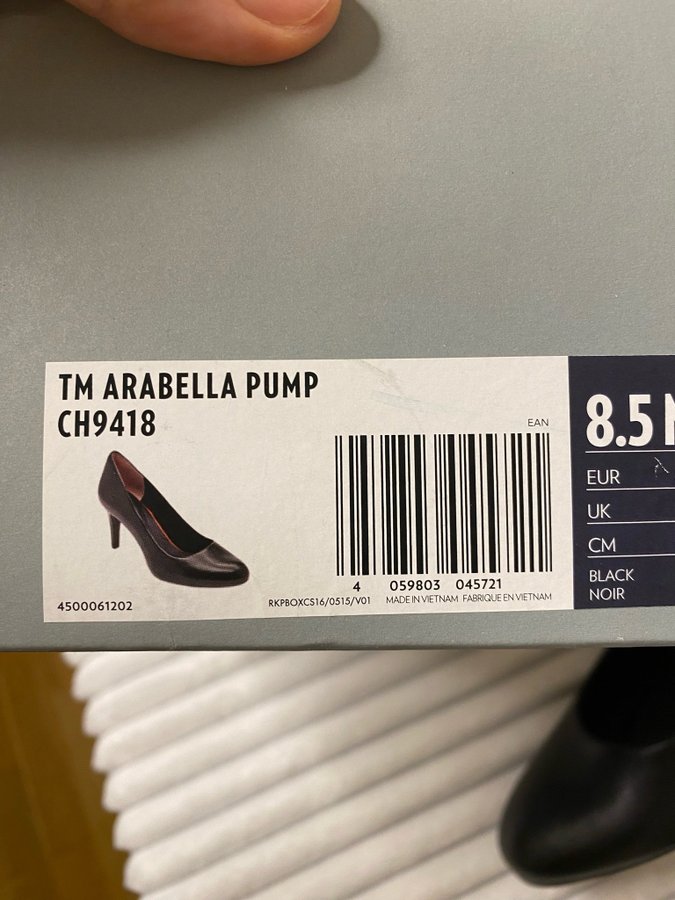 TM ARABELLA PUMP
CH9418
EAN
4 059803 045721
4500061202
RKPBOXCS16/0515/V01
MADE IN VIETNAM FABRIQUE EN VIETNAM
8.5
EUR
UK
CM
BLACK
NOIR